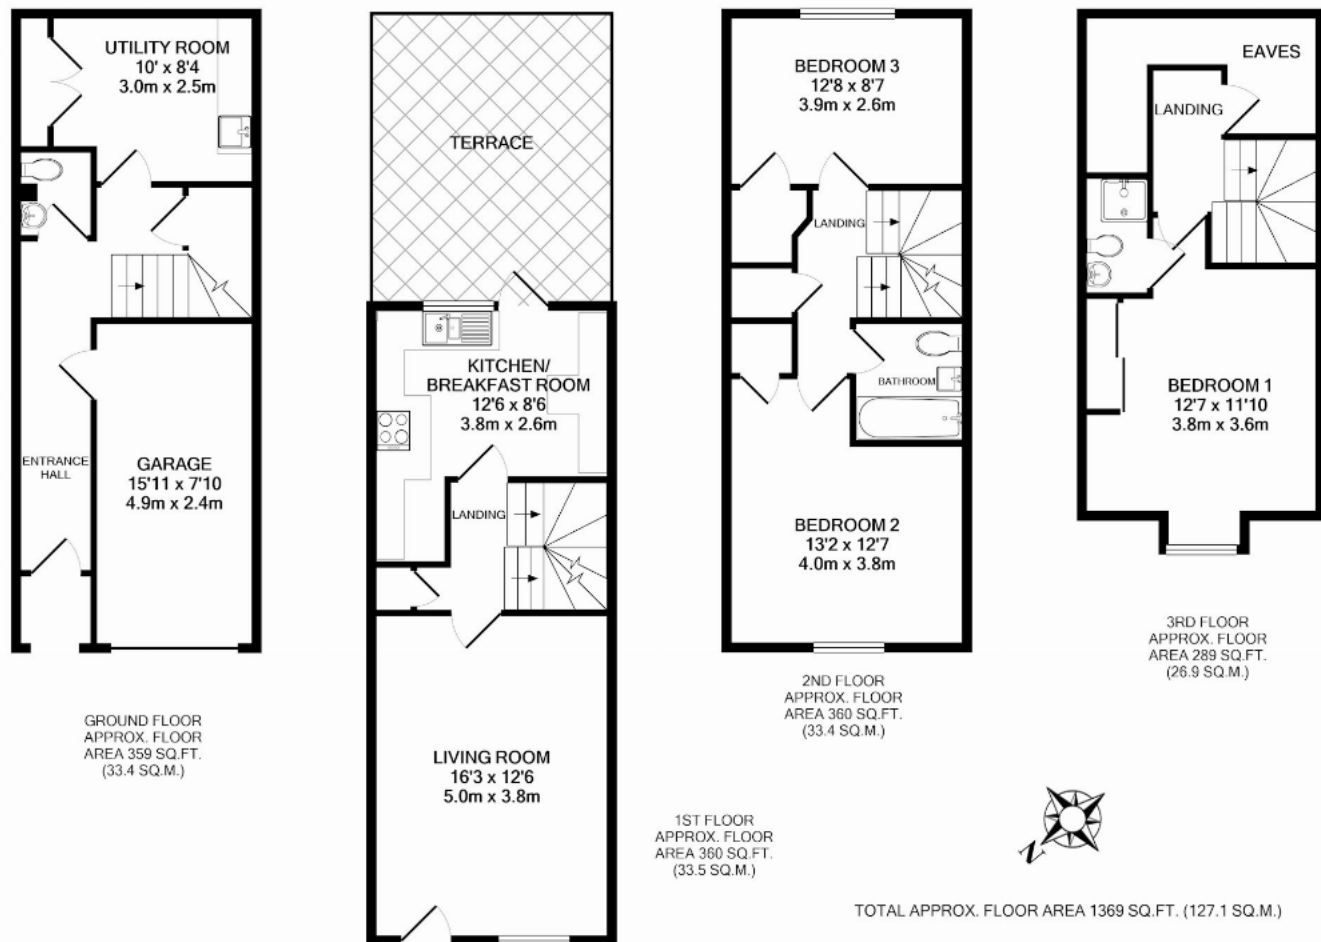 UTILITY ROOM
10' x 8'4
3.0m x 2.5m
ENTRANCE
HALL
GARAGE
15'11 x 7'10
4.9m x 2.4m
GROUND FLOOR
APPROX. FLOOR
AREA 359 SQ.FT.
(33.4 SQ.M.)
TERRACE
KITCHEN/
BREAKFAST ROOM
12'6 x 8'6
3.8m x 2.6m
LANDING
LIVING ROOM
16'3 x 12'6
5.0m x 3.8m
1ST FLOOR
APPROX. FLOOR
AREA 360 SQ.FT.
(33.5 SQ.M.)
BEDROOM 3
12'8 x 8'7
3.9m x 2.6m
LANDING
BATHROOM
BEDROOM 2
13'2 x 12'7
4.0m x 3.8m
2ND FLOOR
APPROX. FLOOR
AREA 360 SQ.FT.
(33.4 SQ.M.)
EAVES
LANDING
BEDROOM 1
12'7 x 11'10
3.8m x 3.6m
3RD FLOOR
APPROX. FLOOR
AREA 289 SQ.FT.
(26.9 SQ.M.)
N
TOTAL APPROX. FLOOR AREA 1369 SQ.FT. (127.1 SQ.M.)